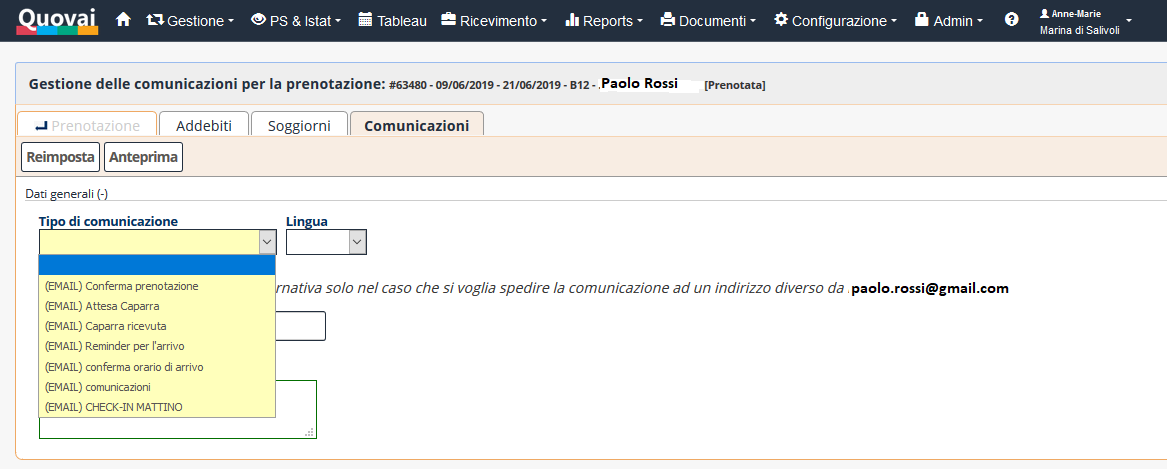 Quovai Gestione PS & Istat Tableau Ricevimento Reports Documenti Configurazione Admin Anne-Marie
Marina di Salivoli
Gestione delle comunicazioni per la prenotazione: #63480 - 09/06/2019 - 21/06/2019 - B12 - Paolo Rossi [Prenotata]
Prenotazione Addebiti Soggiorni Comunicazioni
Reimposta Anteprima
Dati generali (-)
Tipo di comunicazione Lingua
(EMAIL) Conferma prenotazione
rnativa solo nel caso che si voglia spedire la comunicazione ad un indirizzo diverso da paolo.rossi@gmail.com
(EMAIL) Attesa Caparra
(EMAIL) Caparra ricevuta
(EMAIL) Reminder per l'arrivo
(EMAIL) conferma orario di arrivo
(EMAIL) comunicazioni
(EMAIL) CHECK-IN MATTINO